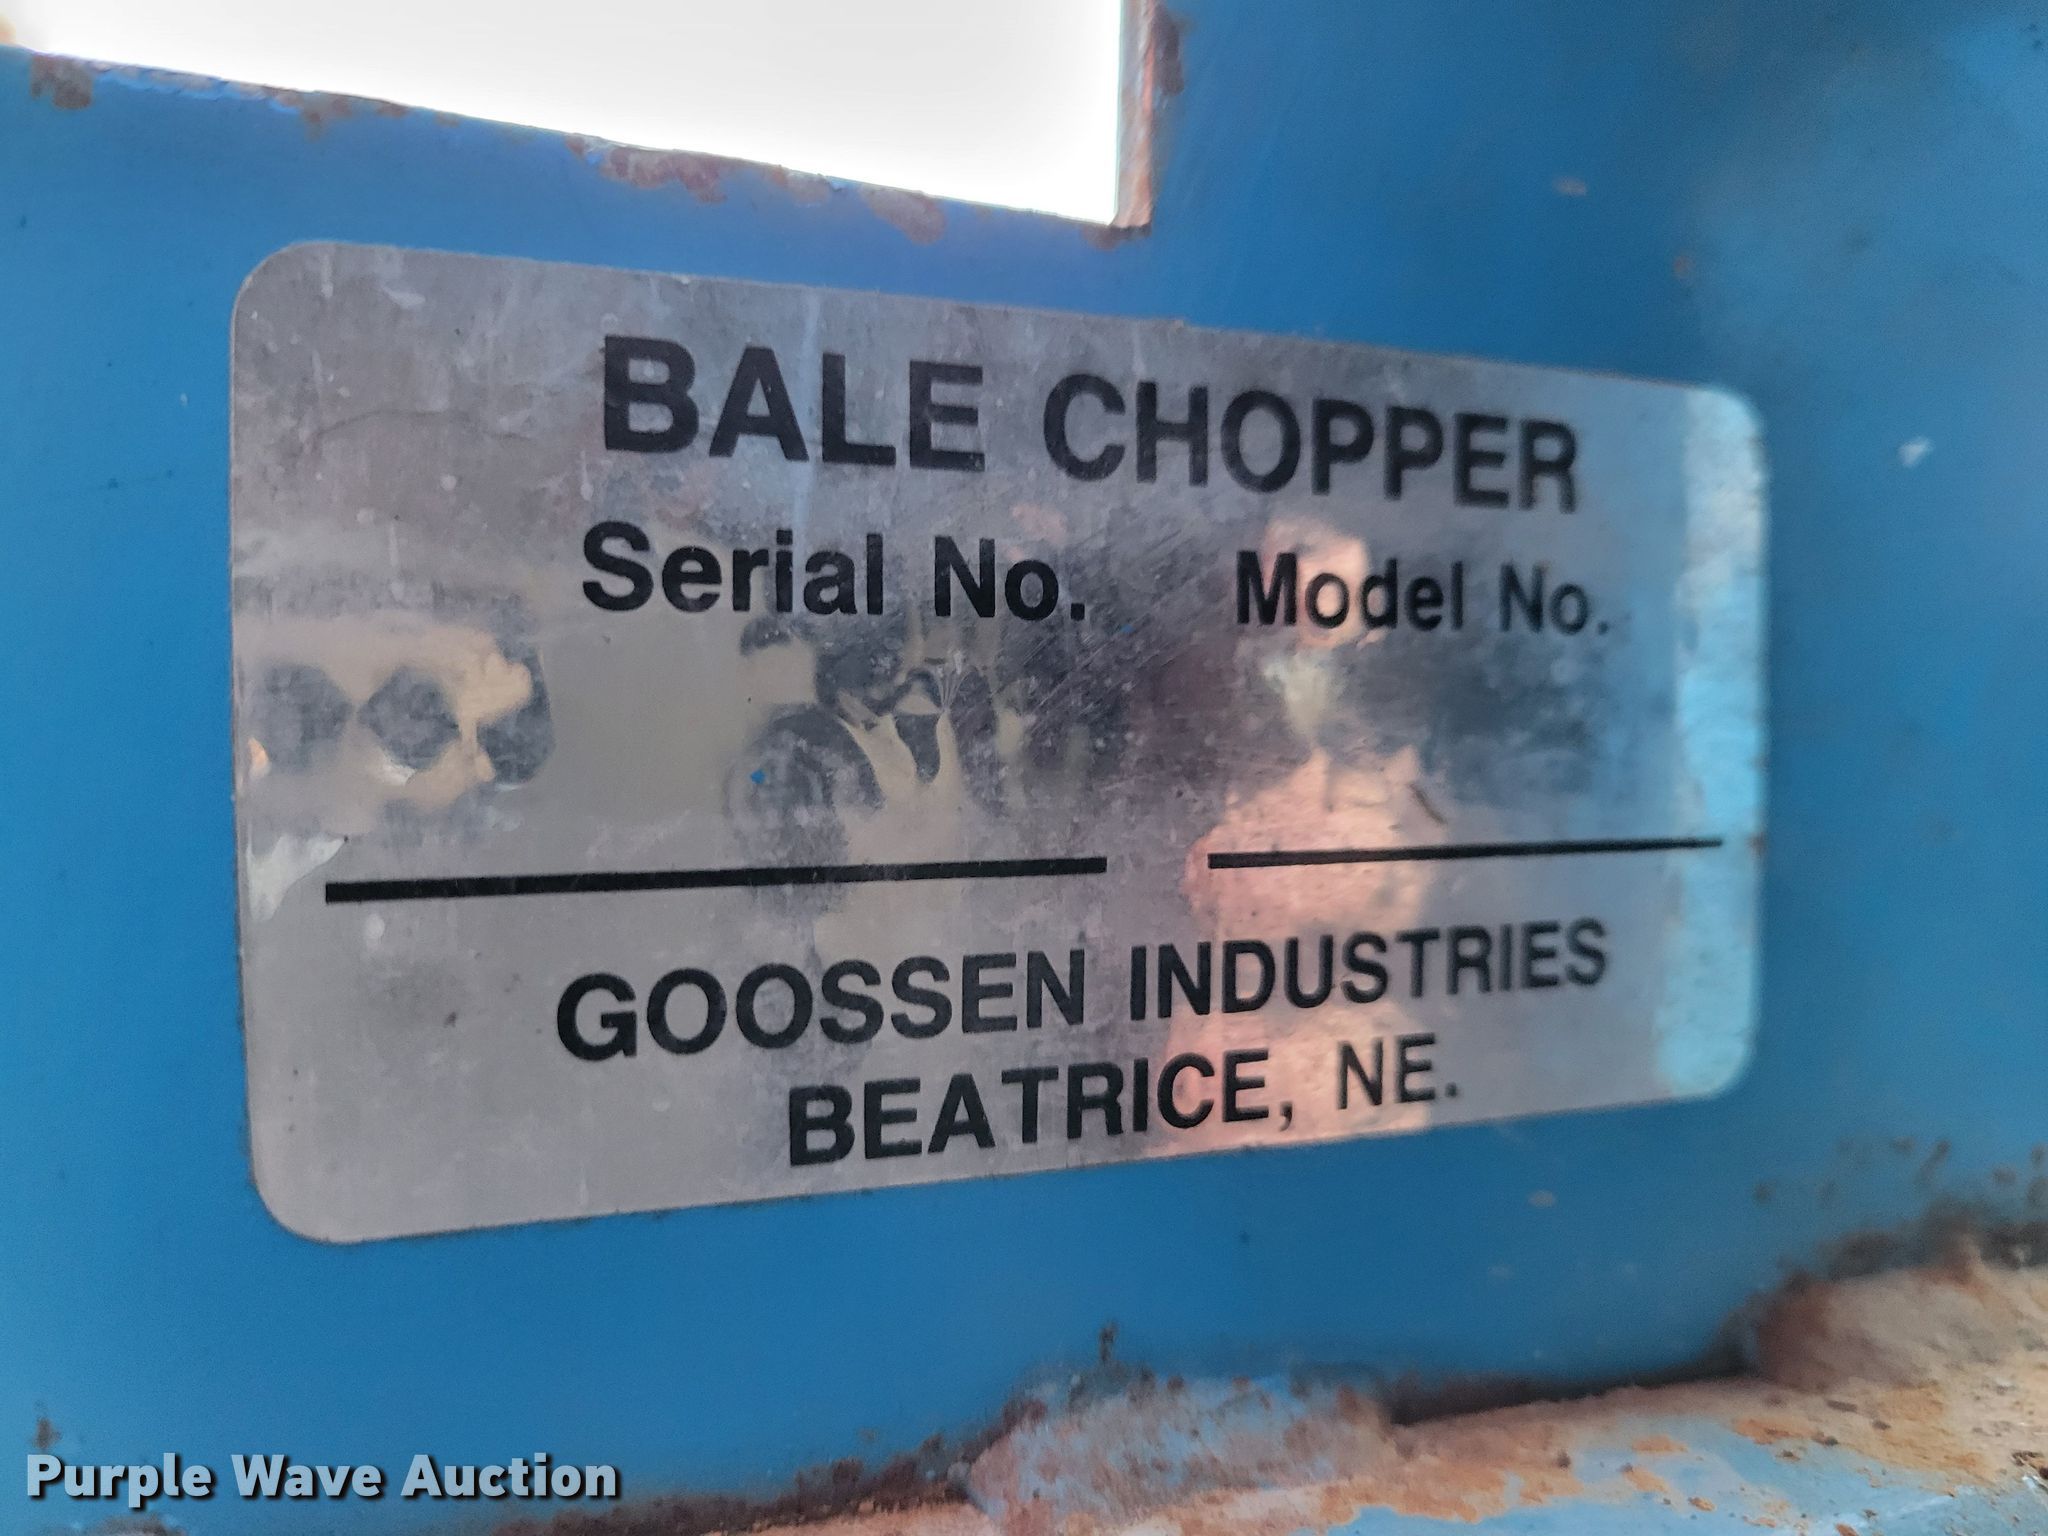 BALE CHOPPER
Serial No. Model No.
GOOSSEN INDUSTRIES
BEATRICE, NE.
Purple Wave Auction